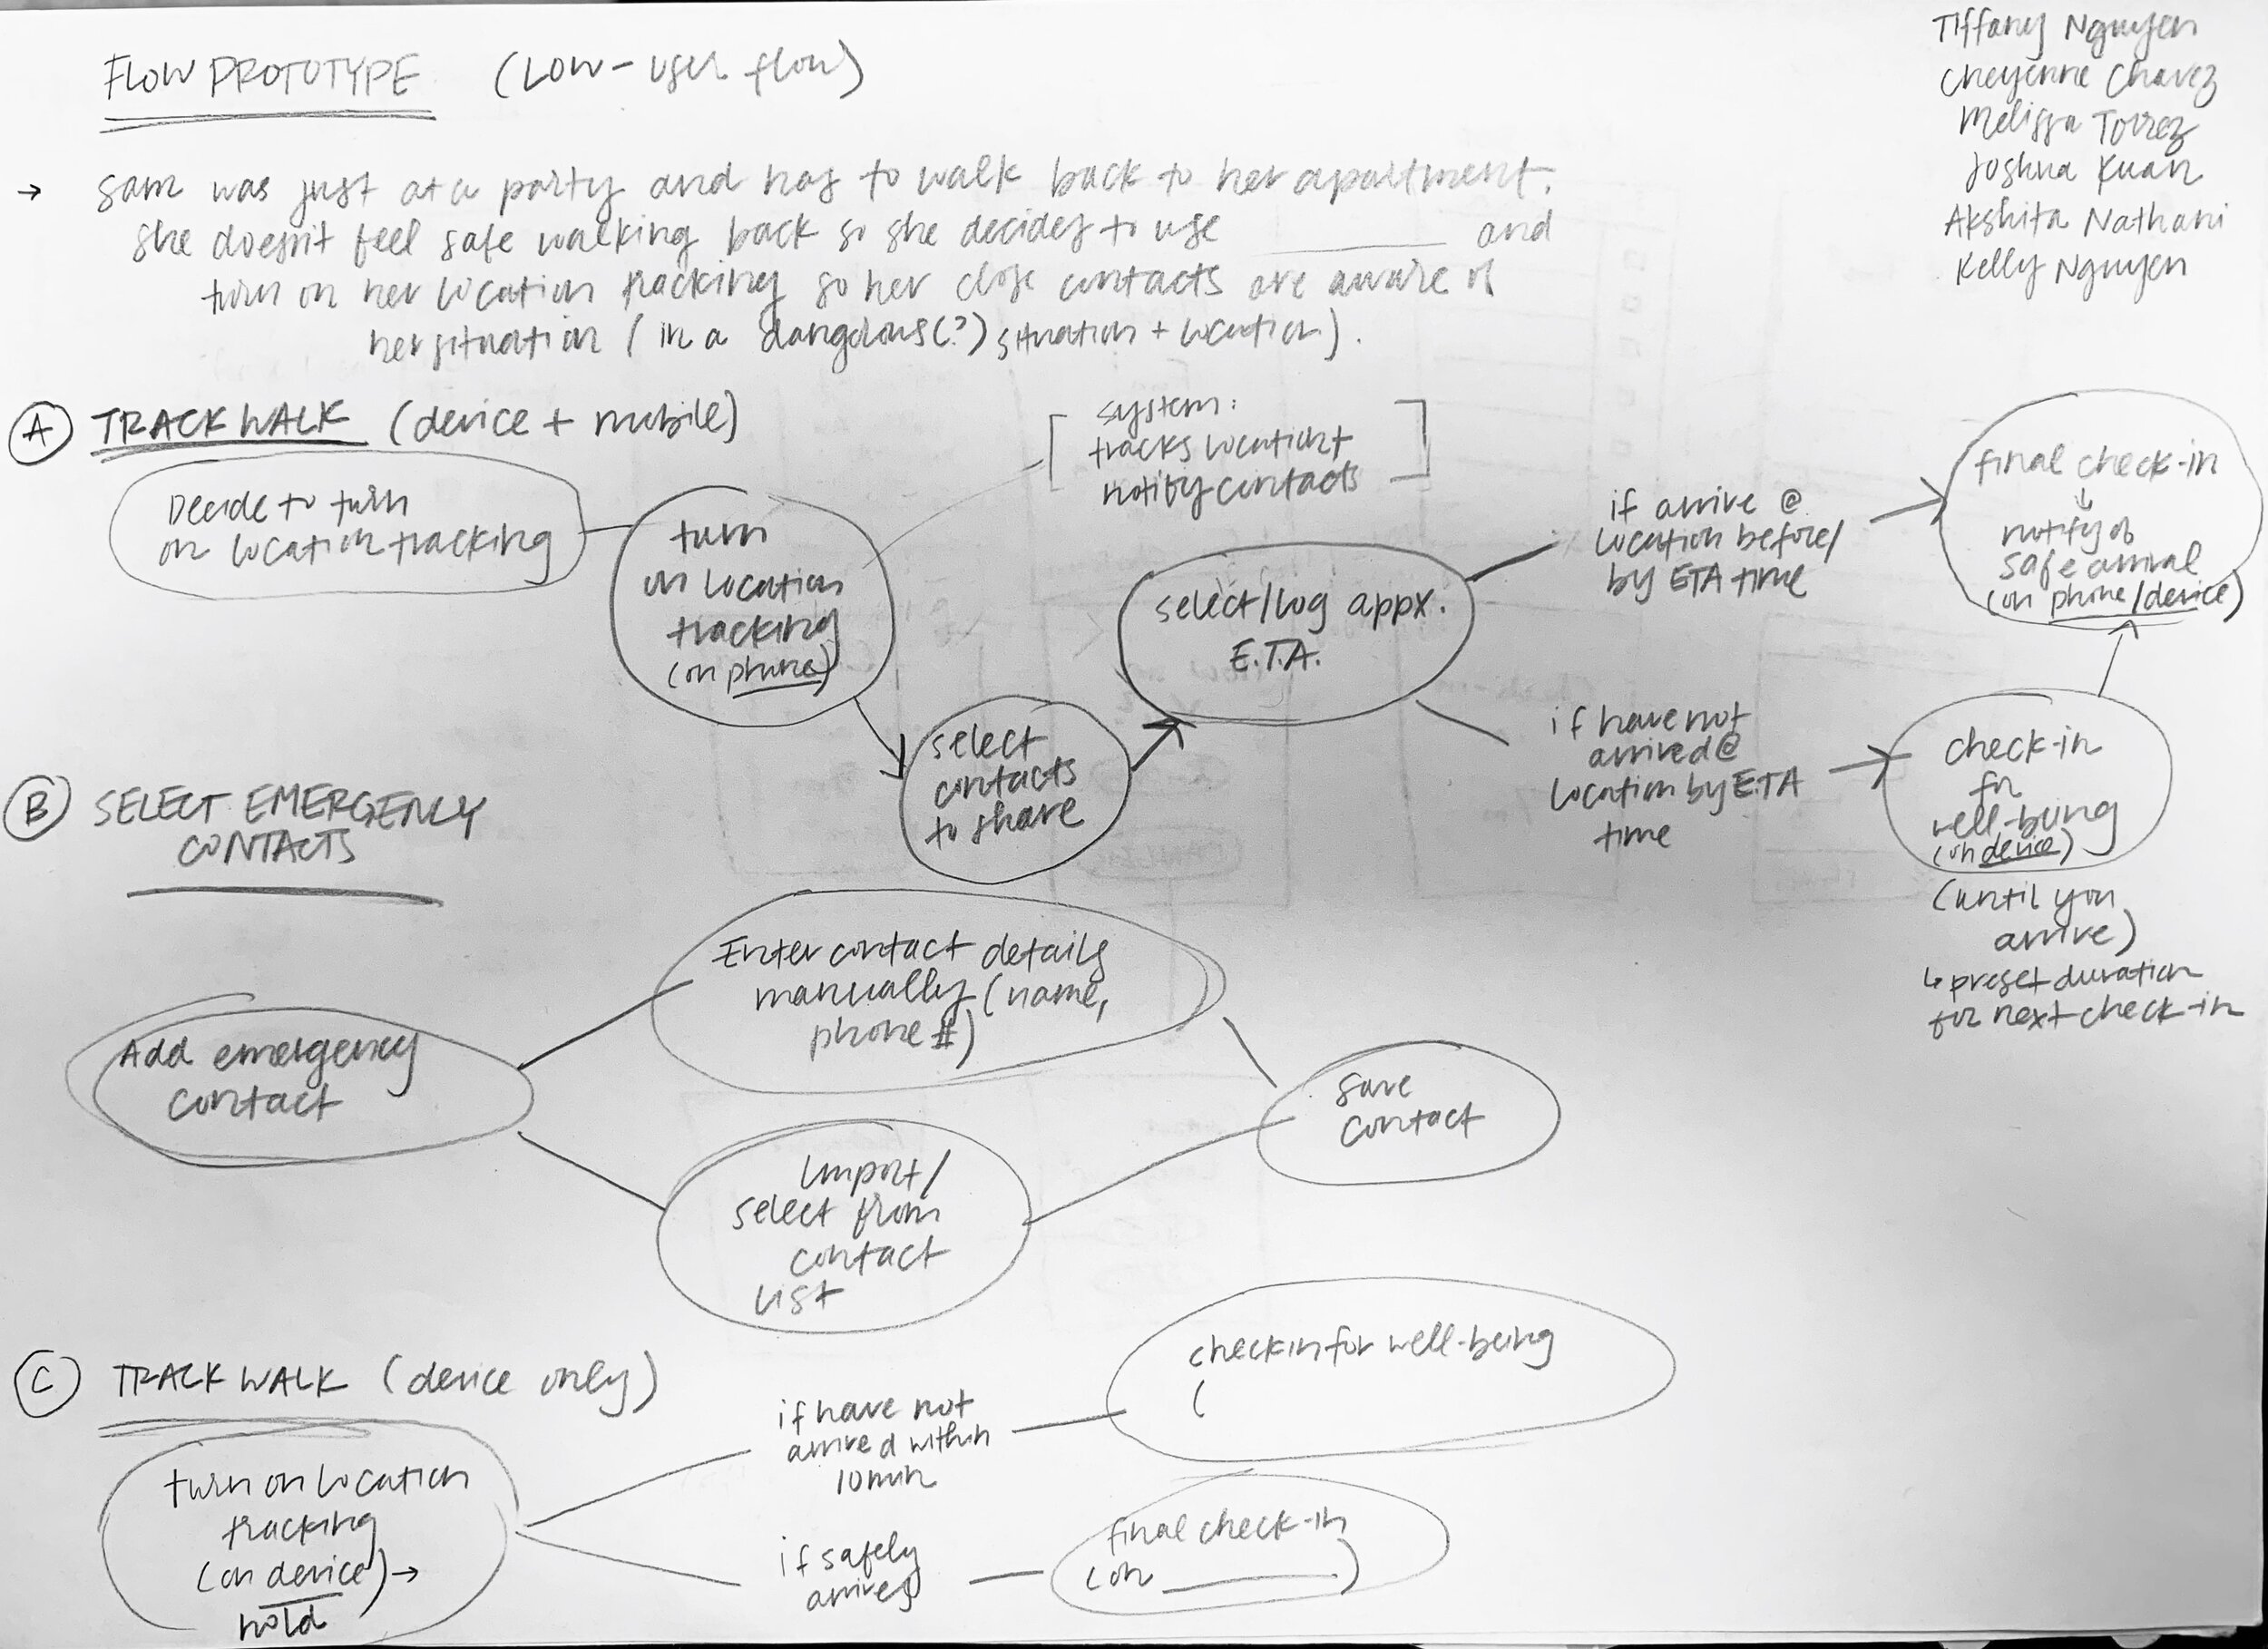 FLOW PROTOTYPE (LOW-user flow)
Tiffany Nguyen
Cheyenne Chavez
Melissa Torrez
Joshua Kuan
Akshita Nathani
Kelly Nguyen
→ Sam was just at a party and has to walk back to her apartment.
She doesn't feel safe walking back so she decides to use ________ and
turn on her location tracking so her close contacts are aware of
her situation (in a dangerous(?) situation + location).
A TRACK WALK (device + mobile)
Decide to turn
on location tracking
turn
on location
tracking
(on phone)
[system:
tracks location +
notify contacts]
select
contacts
to share
select/log appx.
E.T.A.
if arrive @
location before/
by ETA time
final check-in
↓
notify of
safe arrival
(on phone/device)
if have not
arrived @
location by ETA
time
check-in
for
well-being
(on device)
(until you
arrive)
↳ preset duration
for next check-in
B SELECT EMERGENCY
CONTACTS
Add emergency
contact
Enter contact details
manually (name,
phone #)
Import/
select from
contact
list
save
contact
C TRACK WALK (device only)
turn on location
tracking
(on device) →
hold
if have not
arrived within
10 min
check in for well-being
(
if safely
arrives
final check-in
(on ________)